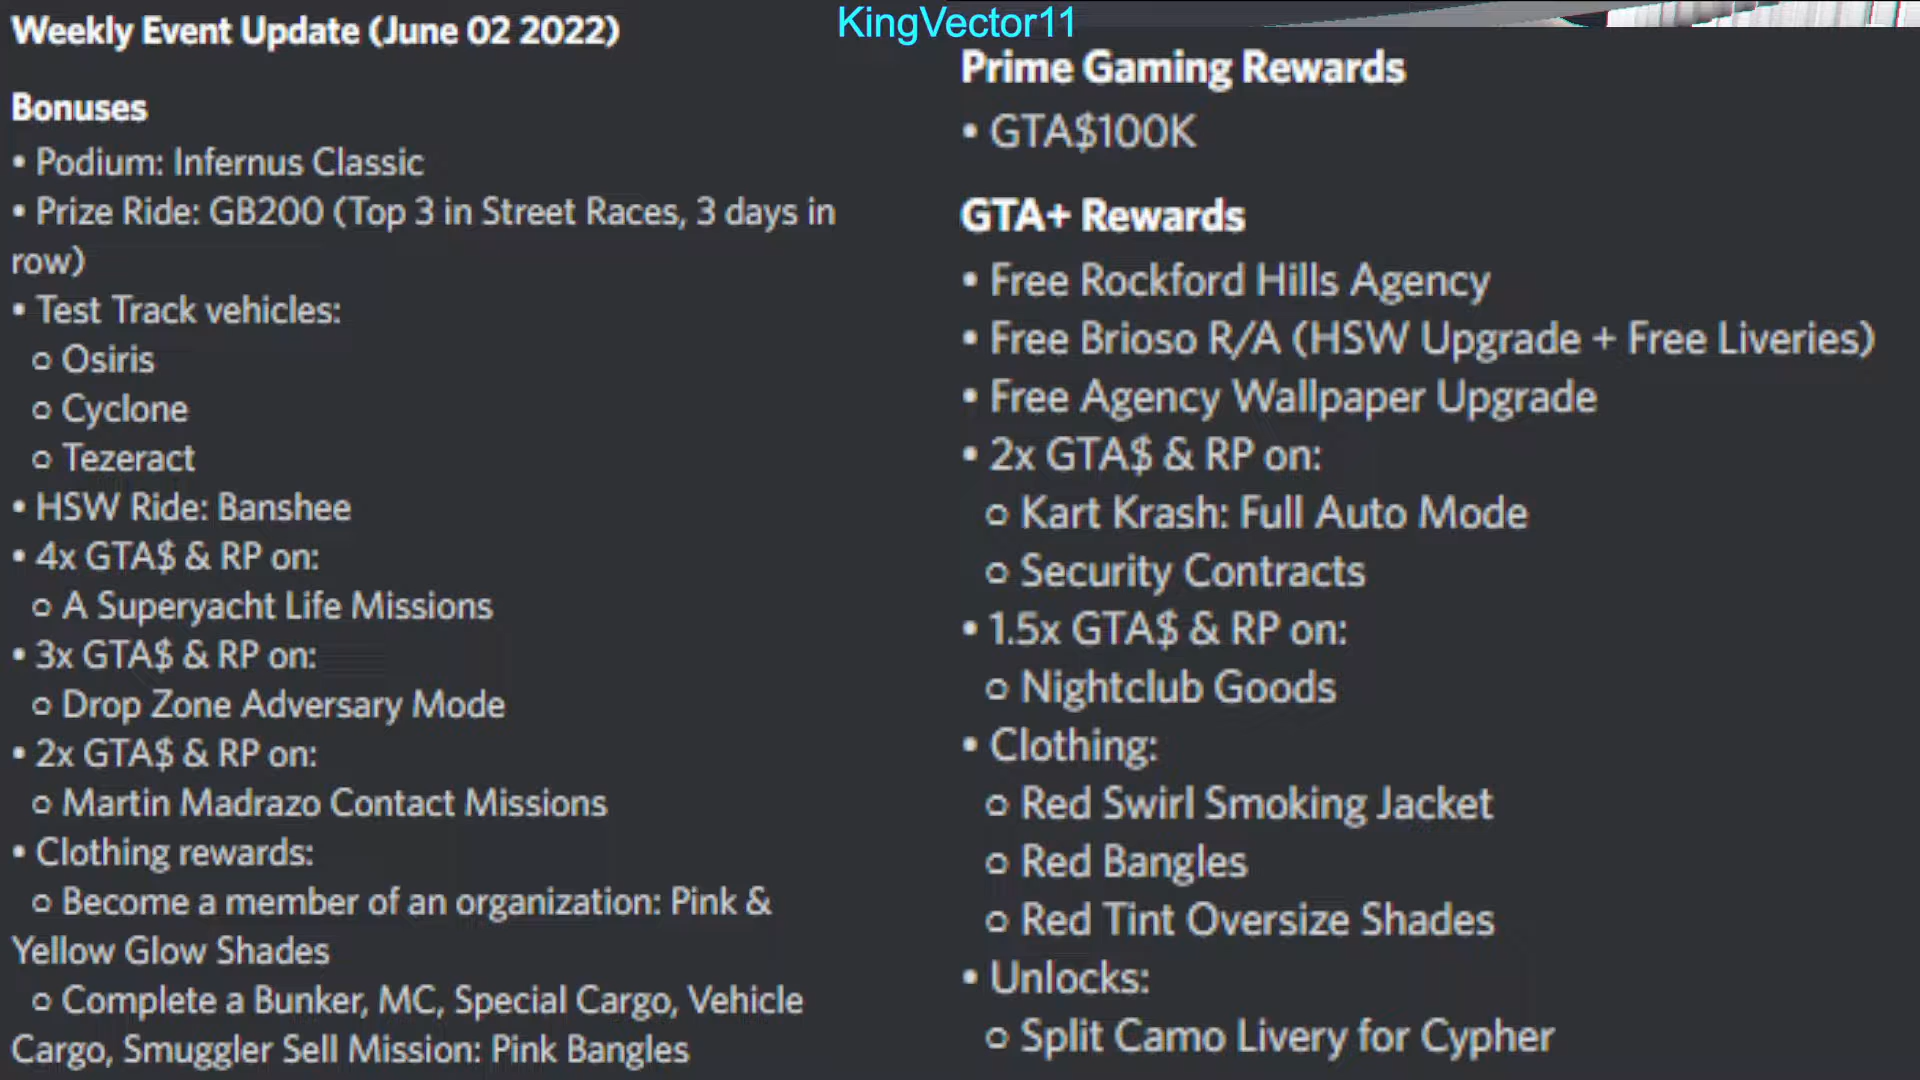 Weekly Event Update (June 02 2022)
Bonuses
• Podium: Infernus Classic
• Prize Ride: GB200 (Top 3 in Street Races, 3 days in
row)
• Test Track vehicles:
○ Osiris
○ Cyclone
○ Tezeract
• HSW Ride: Banshee
• 4x GTA$ & RP on:
○ A Superyacht Life Missions
• 3x GTA$ & RP on:
○ Drop Zone Adversary Mode
• 2x GTA$ & RP on:
○ Martin Madrazo Contact Missions
• Clothing rewards:
○ Become a member of an organization: Pink &
Yellow Glow Shades
○ Complete a Bunker, MC, Special Cargo, Vehicle
Cargo, Smuggler Sell Mission: Pink Bangles
KingVector11
Prime Gaming Rewards
• GTA$100K
GTA+ Rewards
• Free Rockford Hills Agency
• Free Brioso R/A (HSW Upgrade + Free Liveries)
• Free Agency Wallpaper Upgrade
• 2x GTA$ & RP on:
○ Kart Krash: Full Auto Mode
○ Security Contracts
• 1.5x GTA$ & RP on:
○ Nightclub Goods
• Clothing:
○ Red Swirl Smoking Jacket
○ Red Bangles
○ Red Tint Oversize Shades
• Unlocks:
○ Split Camo Livery for Cypher